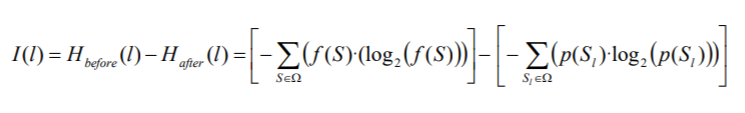 I(l) = H_before(l) − H_after(l) = [− ∑_{S∈Ω} (f(S)·(log₂(f(S)))] − [− ∑_{S_l∈Ω} (p(S_l)·log₂(p(S_l)))]